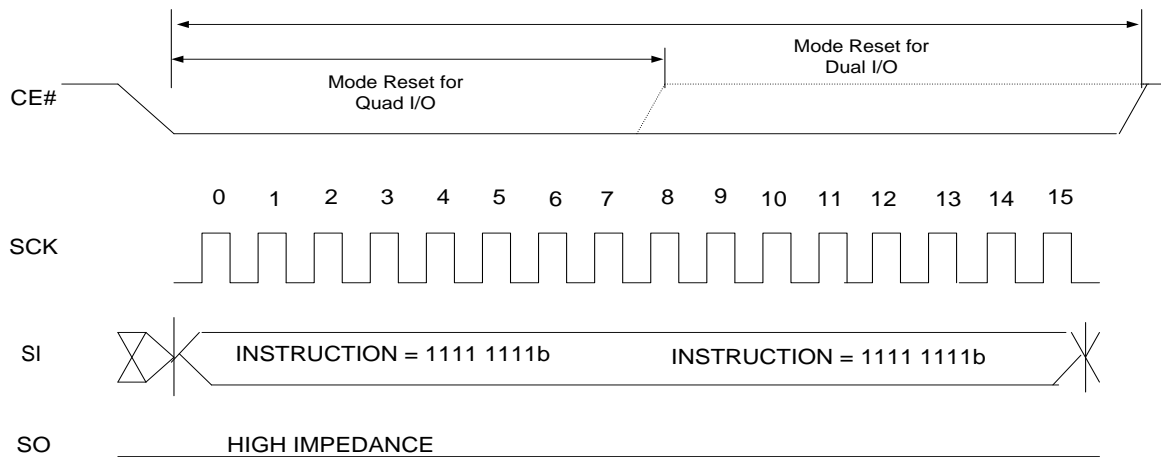 Mode Reset for
Dual I/O
Mode Reset for
Quad I/O
CE#
0 1 2 3 4 5 6 7 8 9 10 11 12 13 14 15
SCK
SI
INSTRUCTION = 1111 1111b INSTRUCTION = 1111 1111b
SO
HIGH IMPEDANCE